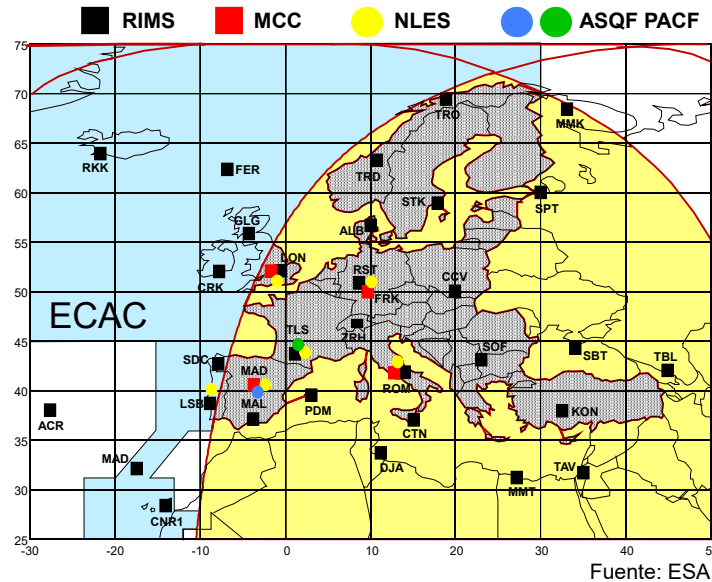 RIMS MCC NLES ASQF PACF
75
70
65
60
55
50
45
40
35
30
25
TRO
MMK
RKK
FER
TRD
STK
SPT
GLG
ALB
LON
CRK
RST
CCV
FRK
ECAC
TLS
ZRH
SOF
SBT
TBL
SDC
MAD
ROM
LSB
MAL
PDM
CTN
KON
ACR
MAD
DJA
TAV
MMT
CNR1
-30 -20 -10 0 10 20 30 40 50
Fuente: ESA